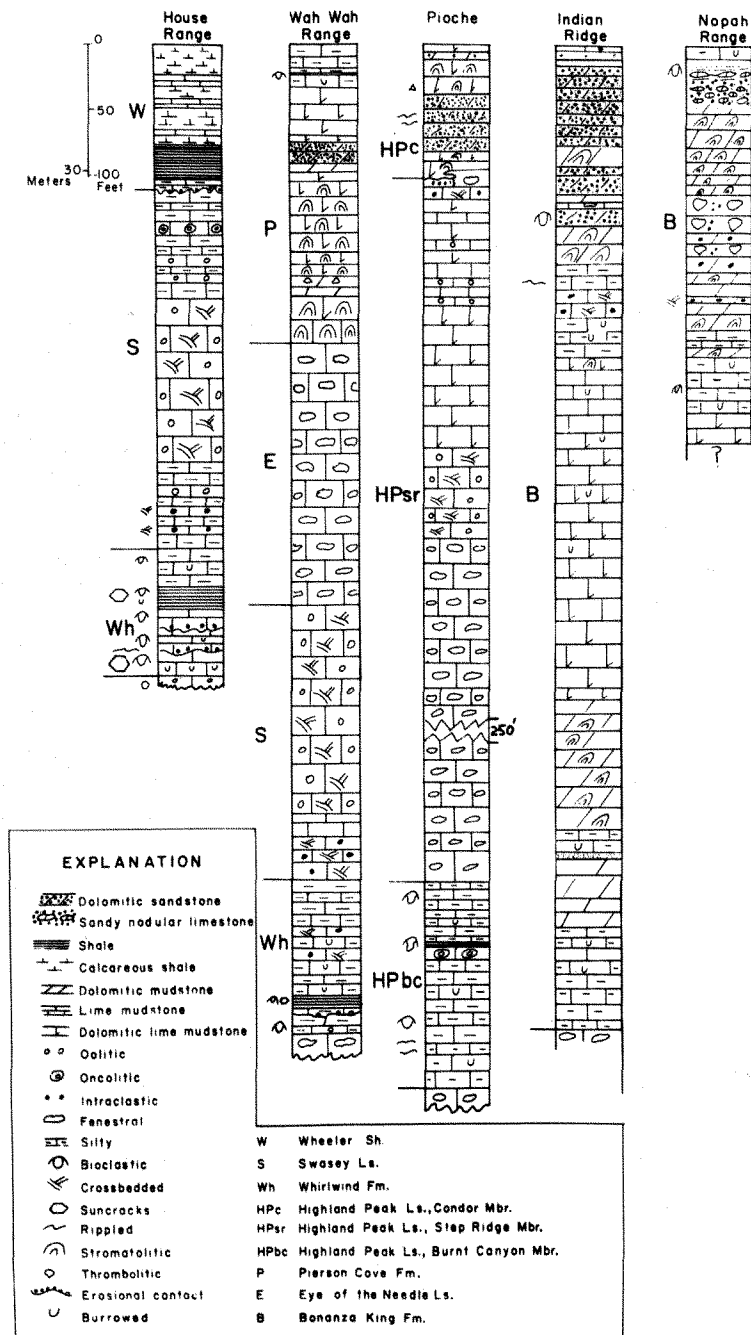 House Range
Wah Wah Range
Pioche
Indian Ridge
Nopah Range
0
50
30
100
Meters
Feet
W
S
Wh
P
E
S
Wh
HPc
HPsr
250'
HPbc
B
B
?
EXPLANATION
Dolomitic sandstone
Sandy nodular limestone
Shale
Calcareous shale
Dolomitic mudstone
Lime mudstone
Dolomitic lime mudstone
Oolitic
Oncolitic
Intraclastic
Fenestral
Silty
Bioclastic
Crossbedded
Suncracks
Rippled
Stromatolitic
Thrombolitic
Erosional contact
Burrowed
W Wheeler Sh.
S Swasey Ls.
Wh Whirlwind Fm.
HPc Highland Peak Ls., Condor Mbr.
HPsr Highland Peak Ls., Step Ridge Mbr.
HPbc Highland Peak Ls., Burnt Canyon Mbr.
P Pierson Cove Fm.
E Eye of the Needle Ls.
B Bonanza King Fm.